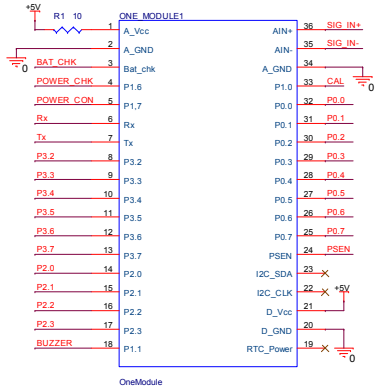 +5V
R1 10
ONE_MODULE1
1 A_Vcc AIN+ 36 SIG_IN+
0 2 A_GND AIN- 35 SIG_IN-
BAT_CHK 3 Bat_chk A_GND 34 0
POWER_CHK 4 P1.6 P1.0 33 CAL
POWER_CON 5 P1,7 P0.0 32 P0.0
Rx 6 Rx P0.1 31 P0.1
Tx 7 Tx P0.2 30 P0.2
P3.2 8 P3.2 P0.3 29 P0.3
P3.3 9 P3.3 P0.4 28 P0.4
P3.4 10 P3.4 P0.5 27 P0.5
P3.5 11 P3.5 P0.6 26 P0.6
P3.6 12 P3.6 P0.7 25 P0.7
P3.7 13 P3.7 PSEN 24 PSEN
P2.0 14 P2.0 I2C_SDA 23
P2.1 15 P2.1 I2C_CLK 22 +5V
P2.2 16 P2.2 D_Vcc 21
P2.3 17 P2.3 D_GND 20
BUZZER 18 P1.1 RTC_Power 19 0
OneModule